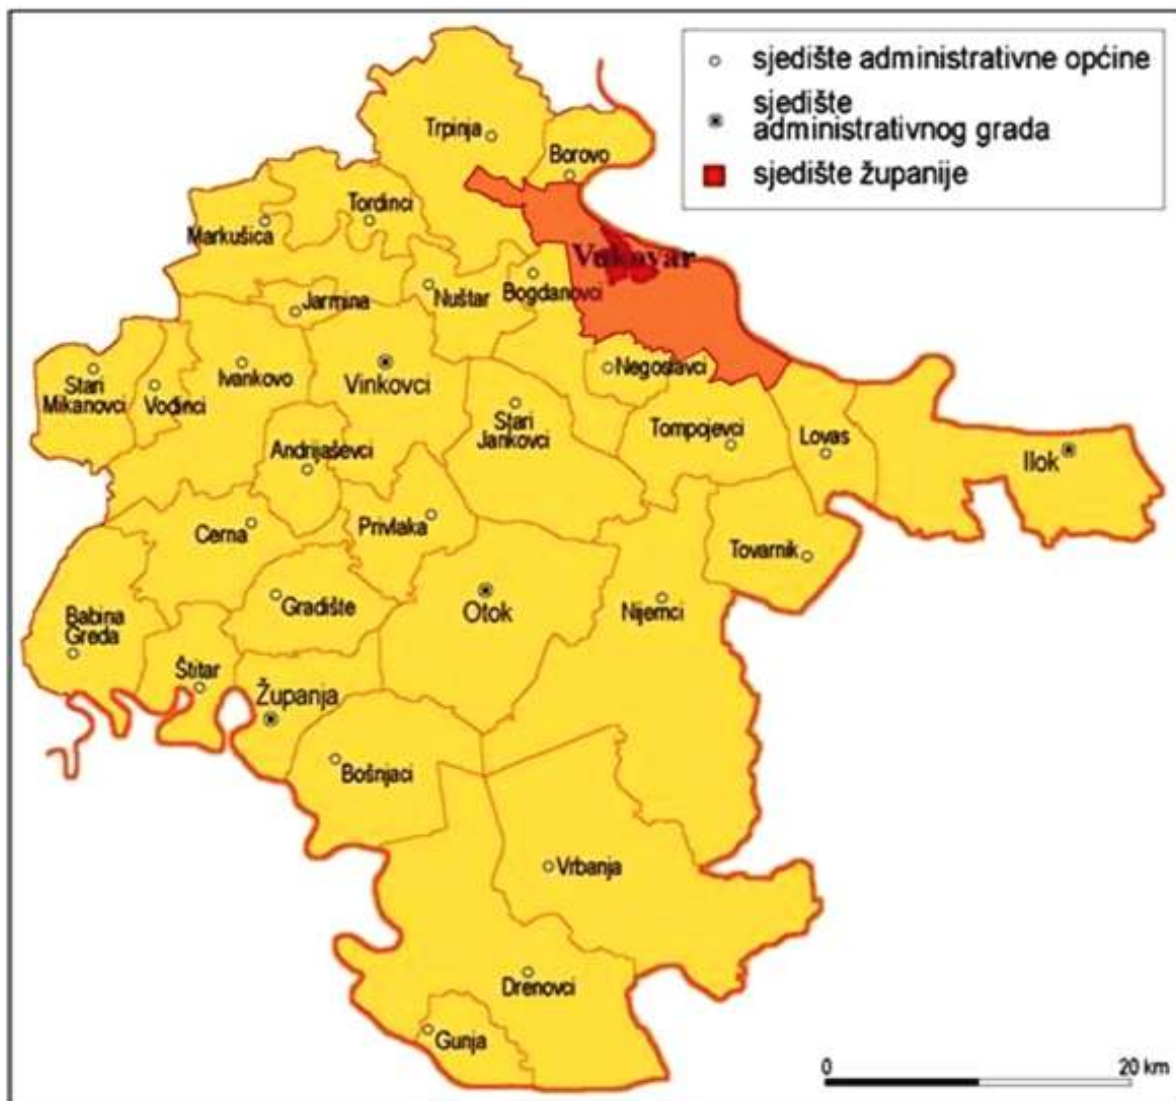 sjedište administrativne općine
sjedište
administrativnog grada
sjedište županije
Trpinja
Borovo
Tordinci
Markušica
Vukovar
Jarmina
Nuštar
Bogdanovci
Stari
Mikanovci
Vođinci
Ivankovo
Vinkovci
Negoslavci
Stari
Jankovci
Tompojevci
Lovas
Ilok
Andrijaševci
Cerna
Privlaka
Tovarnik
Babina
Greda
Gradište
Otok
Nijemci
Štitar
Županja
Bošnjaci
Vrbanja
Drenovci
Gunja
0
20 km